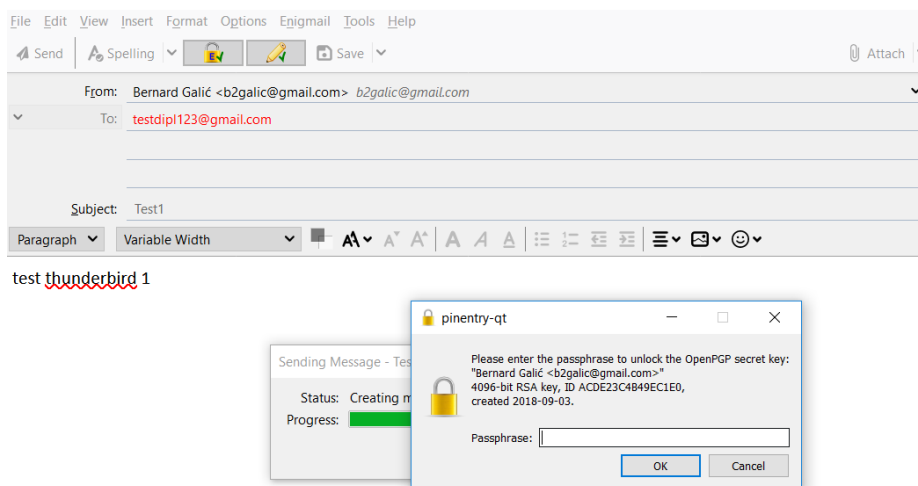 File Edit View Insert Format Options Enigmail Tools Help
Send Spelling E Save Attach
From: Bernard Galić <b2galic@gmail.com> b2galic@gmail.com
To: testdipl123@gmail.com
Subject: Test1
Paragraph Variable Width
test thunderbird 1
pinentry-qt
Sending Message - Tes
Please enter the passphrase to unlock the OpenPGP secret key:
"Bernard Galić <b2galic@gmail.com>"
4096-bit RSA key, ID ACDE23C4B49EC1E0,
created 2018-09-03.
Status: Creating m
Progress:
Passphrase:
OK Cancel